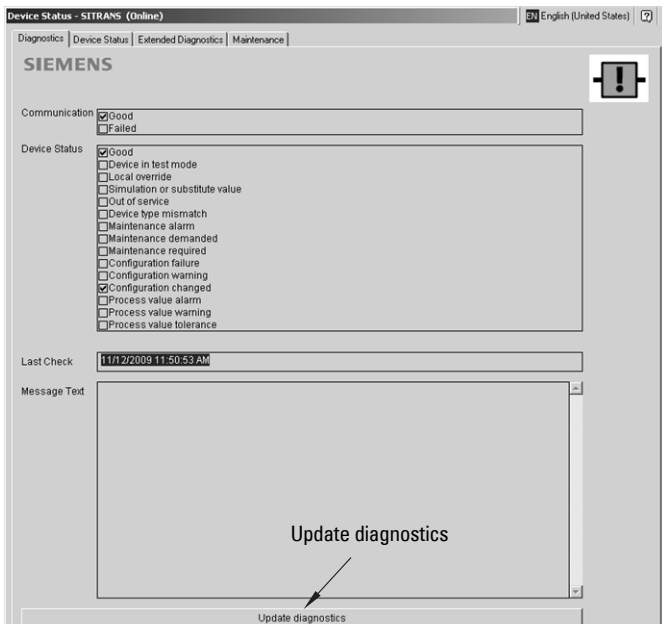 Device Status - SITRANS (Online)
EN English (United States)
Diagnostics Device Status Extended Diagnostics Maintenance
SIEMENS
Communication
Good
Failed
Device Status
Good
Device in test mode
Local override
Simulation or substitute value
Out of service
Device type mismatch
Maintenance alarm
Maintenance demanded
Maintenance required
Configuration failure
Configuration warning
Configuration changed
Process value alarm
Process value warning
Process value tolerance
Last Check
11/12/2009 11:50:53 AM
Message Text
Update diagnostics
Update diagnostics